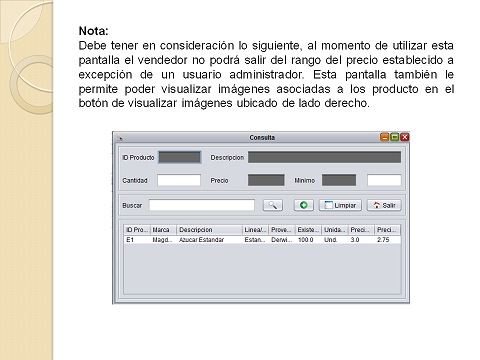 Nota:
Debe tener en consideración lo siguiente, al momento de utilizar esta
pantalla el vendedor no podrá salir del rango del precio establecido a
excepción de un usuario administrador. Esta pantalla también le
permite poder visualizar imágenes asociadas a los producto en el
botón de visualizar imágenes ubicado de lado derecho.
Consulta
ID Producto Descripcion
Cantidad Precio Minimo
Buscar Limpiar Salir
ID Pro... Marca Descripcion Linea/... Prove... Existe... Unida... Preci... Preci...
E1 Magd... Azucar Estandar Estan... Derwi... 100.0 Und. 3.0 2.75